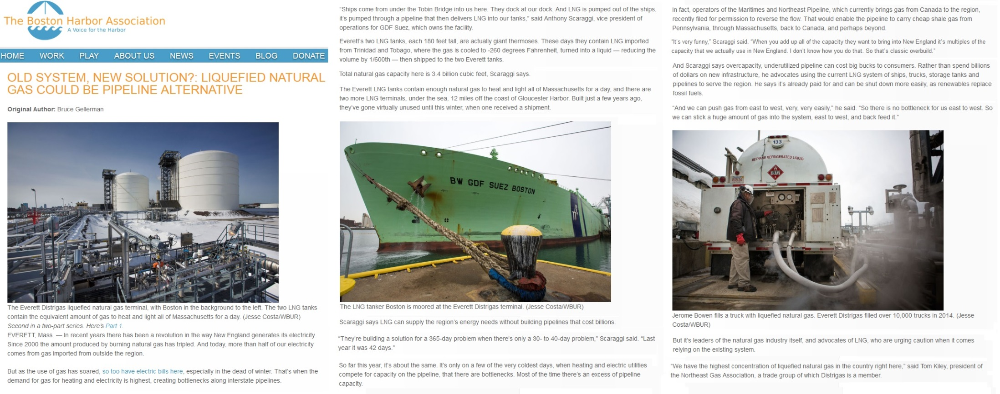 The Boston Harbor Association
A Voice for the Harbor
HOME WORK PLAY ABOUT US NEWS EVENTS BLOG DONATE
OLD SYSTEM, NEW SOLUTION?: LIQUEFIED NATURAL
GAS COULD BE PIPELINE ALTERNATIVE
Original Author: Bruce Gellerman
The Everett Distrigas liquefied natural gas terminal, with Boston in the background to the left. The two LNG tanks
contain the equivalent amount of gas to heat and light all of Massachusetts for a day. (Jesse Costa/WBUR)
Second in a two-part series. Here's Part 1.
EVERETT, Mass. — In recent years there has been a revolution in the way New England generates its electricity.
Since 2000 the amount produced by burning natural gas has tripled. And today, more than half of our electricity
comes from gas imported from outside the region.
But as the use of gas has soared, so too have electric bills here, especially in the dead of winter. That's when the
demand for gas for heating and electricity is highest, creating bottlenecks along interstate pipelines.
“Ships come from under the Tobin Bridge into us here. They dock at our dock. And LNG is pumped out of the ships,
it's pumped through a pipeline that then delivers LNG into our tanks,” said Anthony Scaraggi, vice president of
operations for GDF Suez, which owns the facility.
Everett's two LNG tanks, each 180 feet tall, are actually giant thermoses. These days they contain LNG imported
from Trinidad and Tobago, where the gas is cooled to -260 degrees Fahrenheit, turned into a liquid — reducing the
volume by 1/600th — then shipped to the two Everett tanks.
Total natural gas capacity here is 3.4 billion cubic feet, Scaraggi says.
The Everett LNG tanks contain enough natural gas to heat and light all of Massachusetts for a day, and there are
two more LNG terminals, under the sea, 12 miles off the coast of Gloucester Harbor. Built just a few years ago,
they've gone virtually unused until this winter, when one received a shipment.
BW GDF SUEZ BOSTON
The LNG tanker Boston is moored at the Everett Distrigas terminal. (Jesse Costa/WBUR)
Scaraggi says LNG can supply the region's energy needs without building pipelines that cost billions.
“They're building a solution for a 365-day problem when there's only a 30- to 40-day problem,” Scaraggi said. “Last
year it was 42 days.”
So far this year, it's about the same. It's only on a few of the very coldest days, when heating and electric utilities
compete for capacity on the pipeline, that there are bottlenecks. Most of the time there's an excess of pipeline
capacity.
In fact, operators of the Maritimes and Northeast Pipeline, which currently brings gas from Canada to the region,
recently filed for permission to reverse the flow. That would enable the pipeline to carry cheap shale gas from
Pennsylvania, through Massachusetts, back to Canada, and perhaps beyond.
“It's very funny,” Scaraggi said. “When you add up all of the capacity they want to bring into New England it's multiples of the
capacity that we actually use in New England. I don't know how you do that. So that's classic overbuild.”
And Scaraggi says overcapacity, underutilized pipeline can cost big bucks to consumers. Rather than spend billions
of dollars on new infrastructure, he advocates using the current LNG system of ships, trucks, storage tanks and
pipelines to serve the region. He says it's already paid for and can be shut down more easily, as renewables replace
fossil fuels.
“And we can push gas from east to west, very, very easily,” he said. “So there is no bottleneck for us east to west. So
we can stick a huge amount of gas into the system, east to west, and back feed it.”
133
METHANE REFRIGERATED LIQUID
1972
80536
Jerome Bowen fills a truck with liquefied natural gas. Everett Distrigas filled over 10,000 trucks in 2014. (Jesse
Costa/WBUR)
But it's leaders of the natural gas industry itself, and advocates of LNG, who are urging caution when it comes
relying on the existing system.
“We have the highest concentration of liquefied natural gas in the country right here,” said Tom Kiley, president of
the Northeast Gas Association, a trade group of which Distrigas is a member.